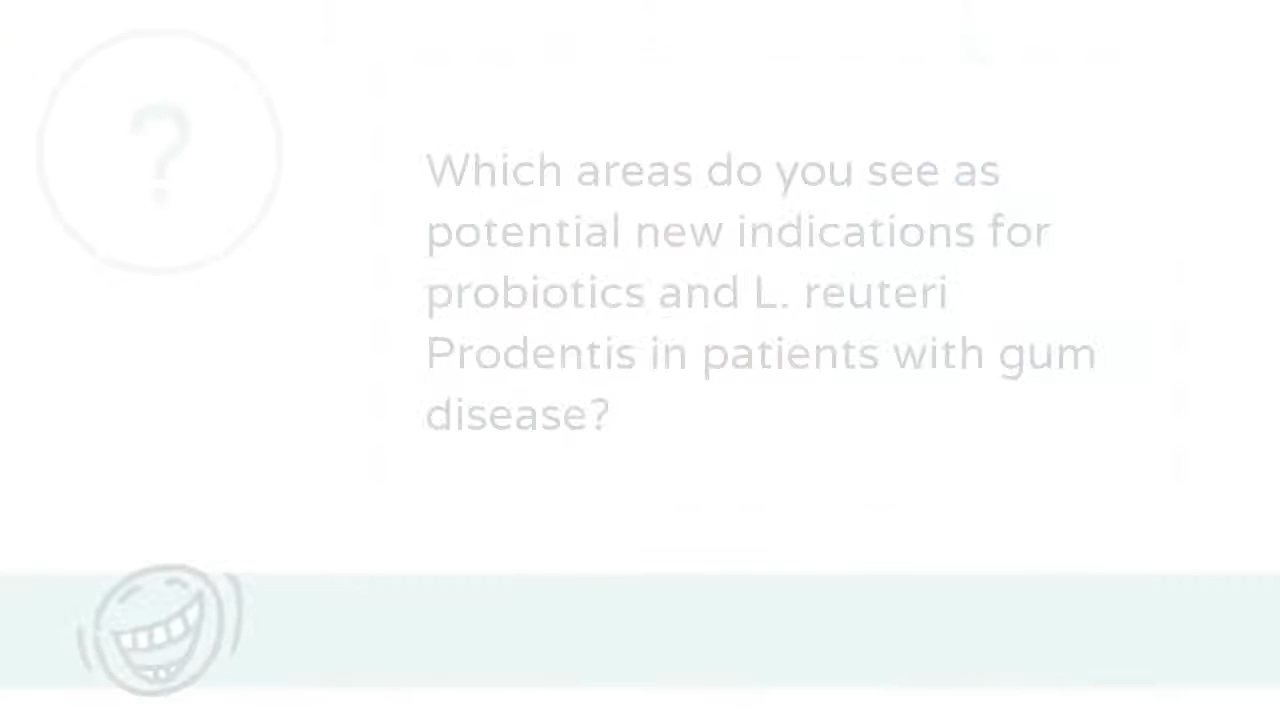 ?
Which areas do you see as
potential new indications for
probiotics and L. reuteri
Prodentis in patients with gum
disease?